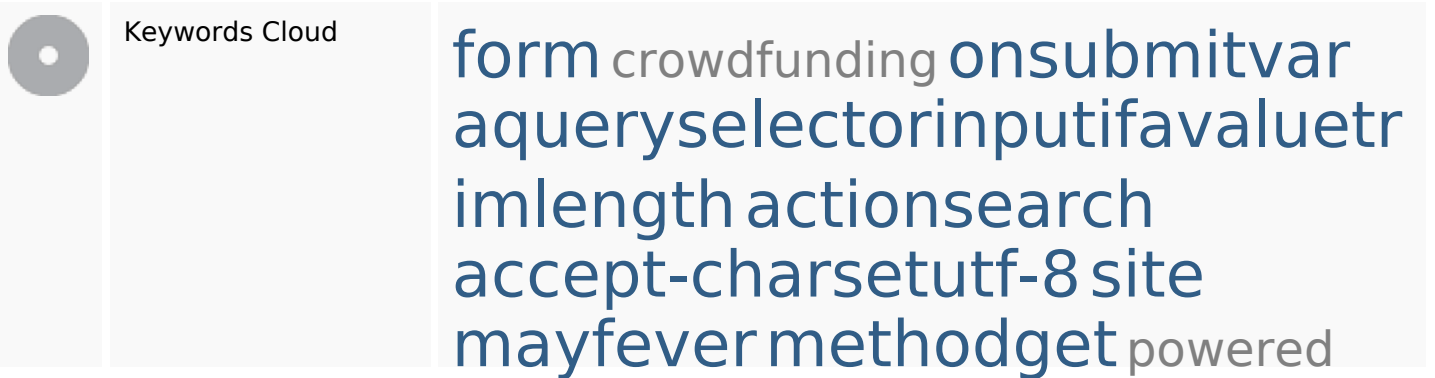 Keywords Cloud
form crowdfunding onsubmitvar
aqueryselectorinputifavaluetr
imlength actionsearch
accept-charsetutf-8 site
mayfever methodget powered